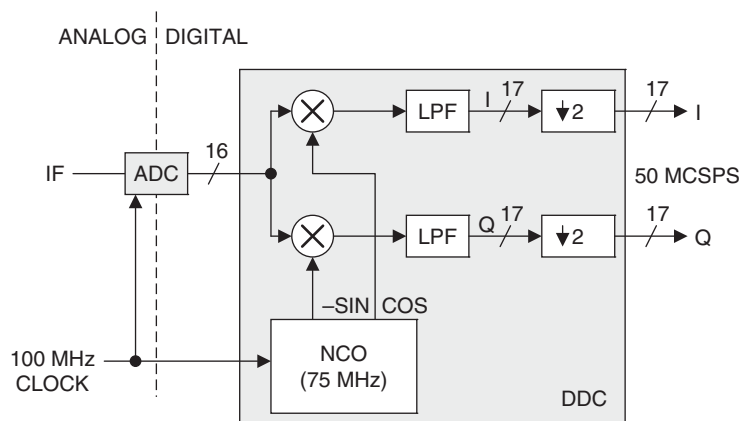 ANALOG DIGITAL
17 17
LPF I ↓2 I
16
IF ADC 50 MCSPS
17 17
LPF Q ↓2 Q
–SIN COS
100 MHz
CLOCK
NCO
(75 MHz)
DDC